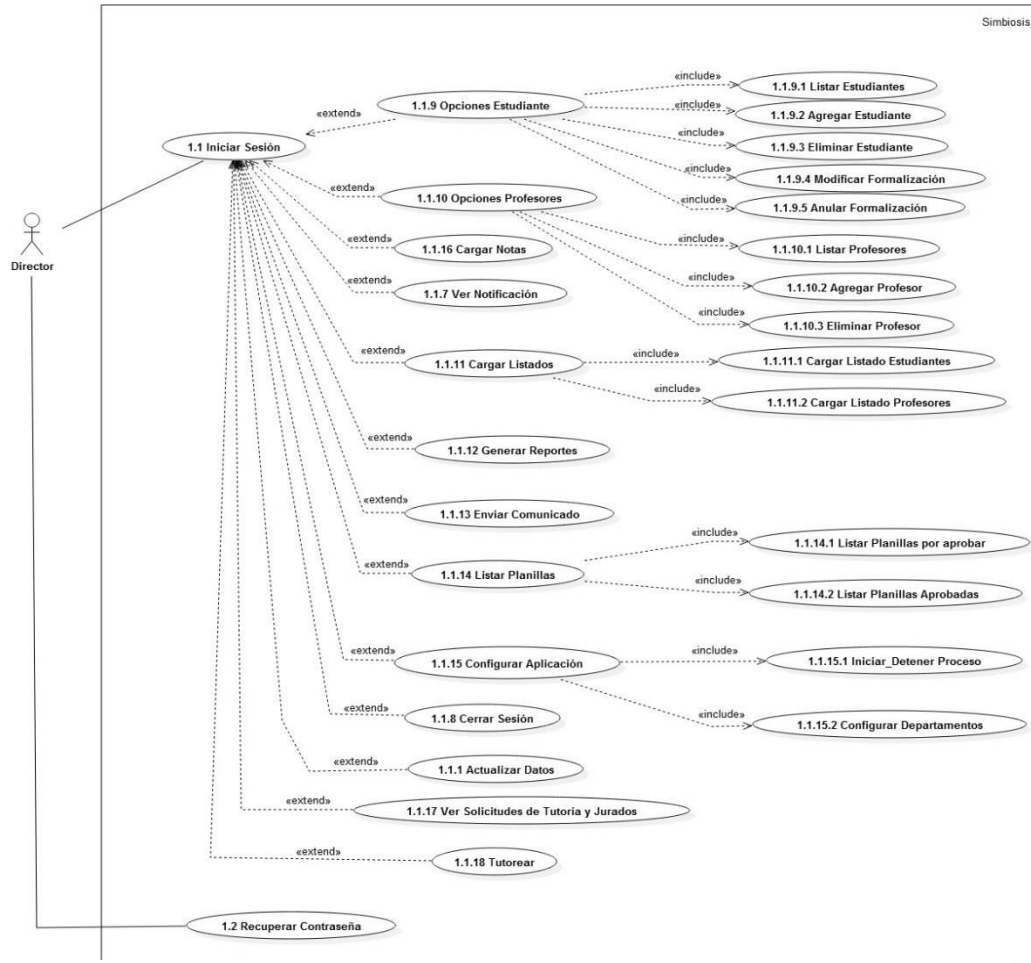 Simbiosis
«include»
1.1.9.1 Listar Estudiantes
1.1.9 Opciones Estudiante
«extend»
«include»
1.1.9.2 Agregar Estudiante
1.1 Iniciar Sesión
«include»
1.1.9.3 Eliminar Estudiante
«include»
1.1.9.4 Modificar Formalización
«extend»
1.1.10 Opciones Profesores
«include»
1.1.9.5 Anular Formalización
Director
«extend»
1.1.16 Cargar Notas
«include»
1.1.10.1 Listar Profesores
«extend»
1.1.7 Ver Notificación
«include»
1.1.10.2 Agregar Profesor
«include»
1.1.10.3 Eliminar Profesor
«extend»
1.1.11 Cargar Listados
«include»
1.1.11.1 Cargar Listado Estudiantes
«include»
1.1.11.2 Cargar Listado Profesores
«extend»
1.1.12 Generar Reportes
«extend»
1.1.13 Enviar Comunicado
«include»
1.1.14.1 Listar Planillas por aprobar
«extend»
1.1.14 Listar Planillas
«include»
1.1.14.2 Listar Planillas Aprobadas
«extend»
1.1.15 Configurar Aplicación
«include»
1.1.15.1 Iniciar_Detener Proceso
«extend»
1.1.8 Cerrar Sesión
«include»
1.1.15.2 Configurar Departamentos
«extend»
1.1.1 Actualizar Datos
«extend»
1.1.17 Ver Solicitudes de Tutoría y Jurados
«extend»
1.1.18 Tutorear
1.2 Recuperar Contraseña